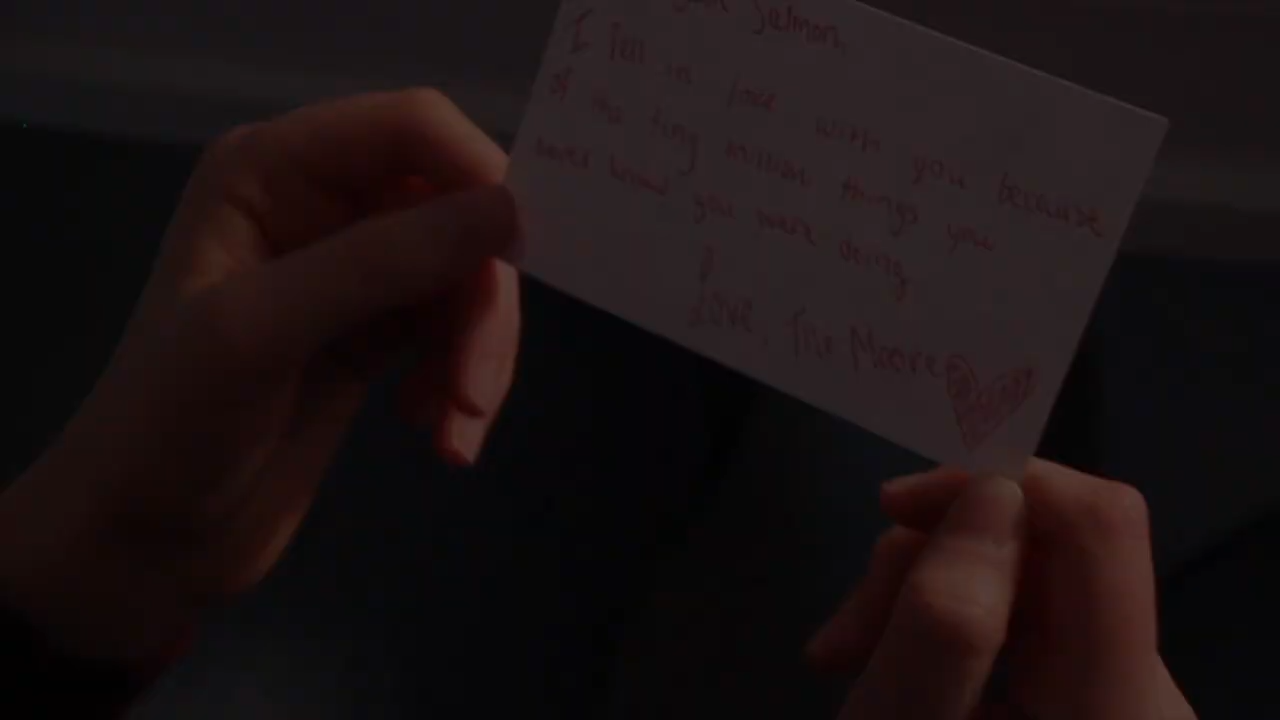 Salmon,
I fell in love with you because
of the tiny million things you
never knew you were doing.
Love, The Moore